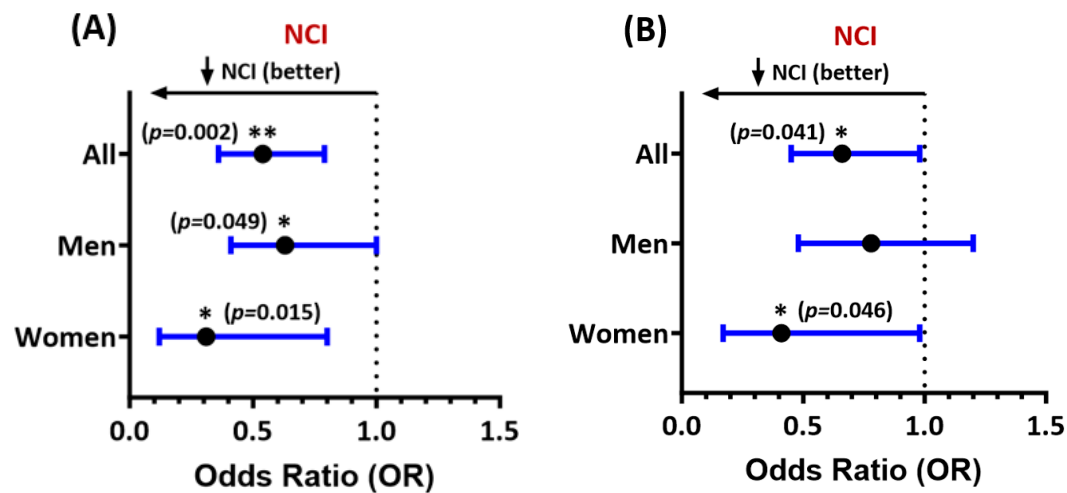 (A)
NCI
↓ NCI (better)
(p=0.002) **
All
(p=0.049) *
Men
* (p=0.015)
Women
0.0 0.5 1.0 1.5
Odds Ratio (OR)
(B)
NCI
↓ NCI (better)
(p=0.041) *
All
Men
* (p=0.046)
Women
0.0 0.5 1.0 1.5
Odds Ratio (OR)